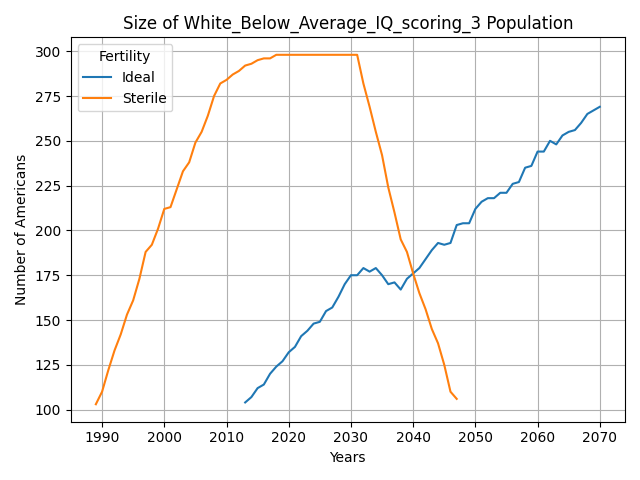 Size of White_Below_Average_IQ_scoring_3 Population
Number of Americans
300
275
250
225
200
175
150
125
100
Fertility
Ideal
Sterile
1990 2000 2010 2020 2030 2040 2050 2060 2070
Years